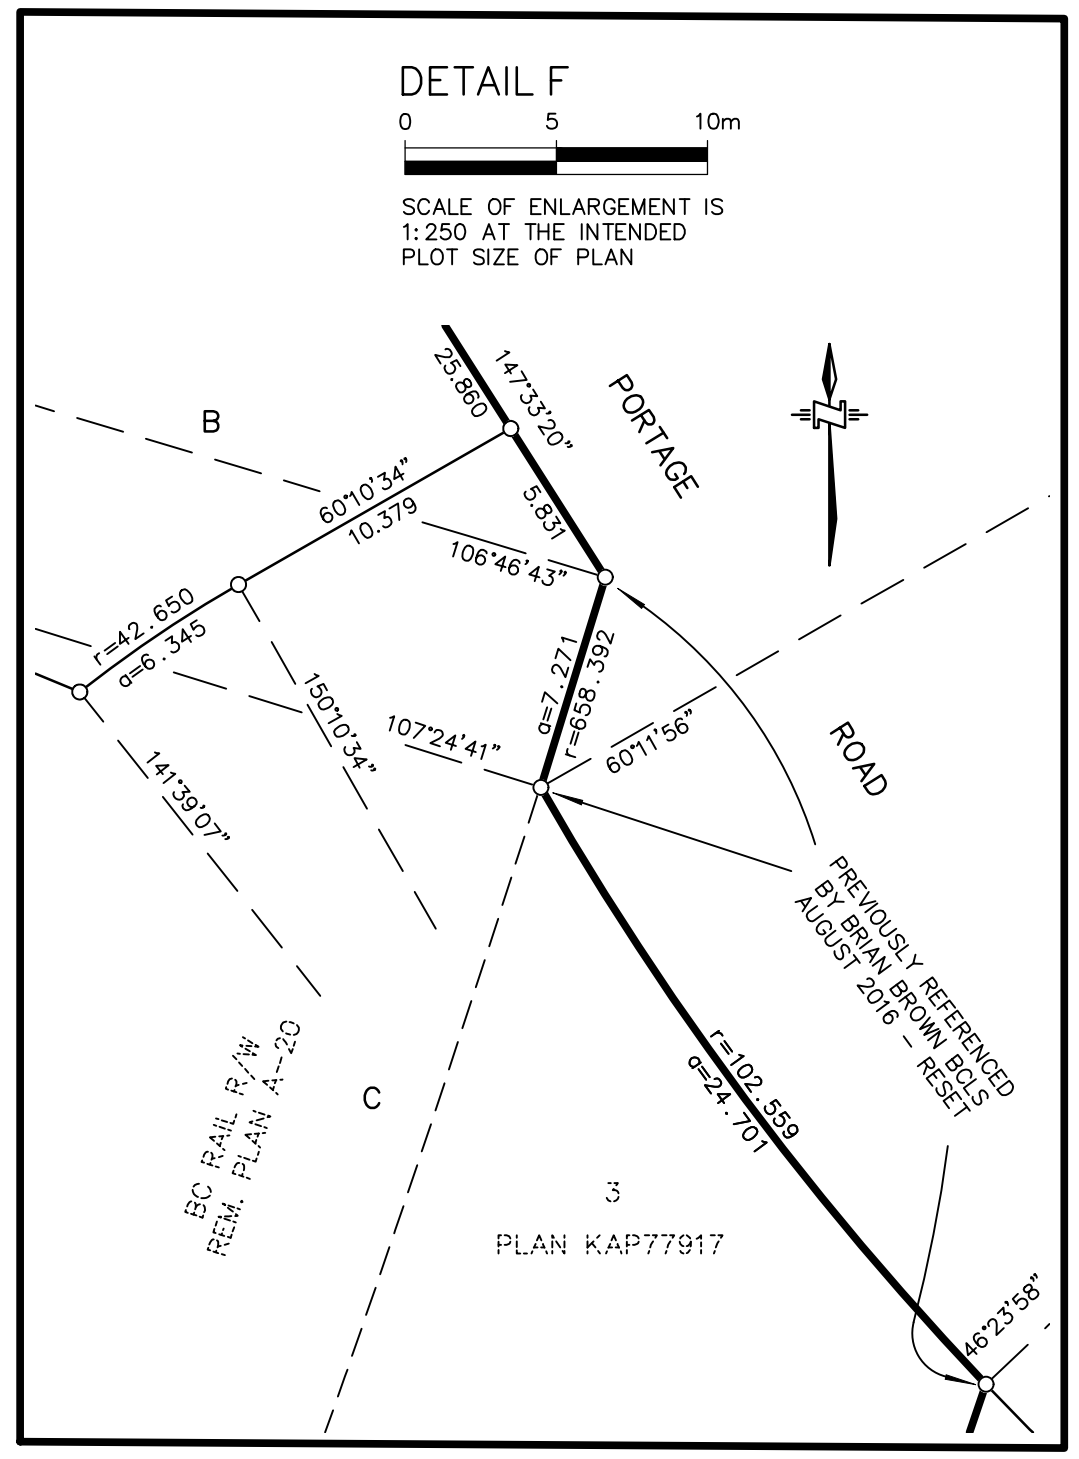 DETAIL F
0 5 10m
SCALE OF ENLARGEMENT IS
1:250 AT THE INTENDED
PLOT SIZE OF PLAN
25.860
147°33'20"
PORTAGE
B
60°10'34"
10.379
5.831
106°46'43"
r=42.650
a=6.345
a=7.271
r=658.392
150°10'34"
107°24'41"
60°11'56"
ROAD
141°39'07"
PREVIOUSLY REFERENCED
BY BRIAN BROWN BCLS
AUGUST 2016 - RESET
BC RAIL R/W
REM. PLAN A-20
C
r=102.559
a=24.701
3
PLAN KAP77917
46°23'58"